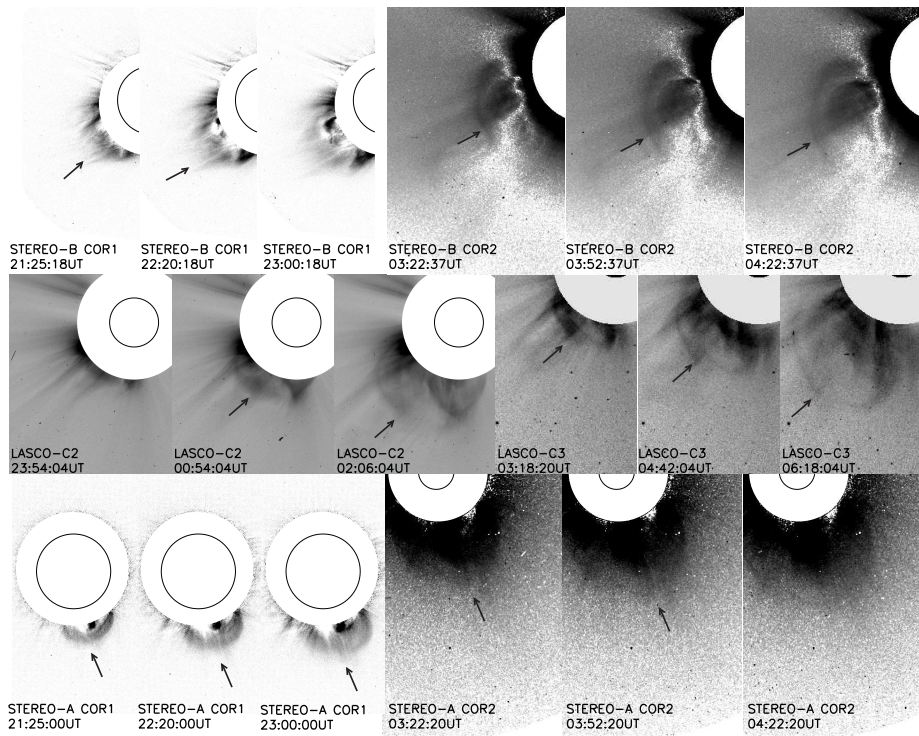 STEREO-B COR1
21:25:18UT
STEREO-B COR1
22:20:18UT
STEREO-B COR1
23:00:18UT
STEREO-B COR2
03:22:37UT
STEREO-B COR2
03:52:37UT
STEREO-B COR2
04:22:37UT
LASCO-C2
23:54:04UT
LASCO-C2
00:54:04UT
LASCO-C2
02:06:04UT
LASCO-C3
03:18:20UT
LASCO-C3
04:42:04UT
LASCO-C3
06:18:04UT
STEREO-A COR1
21:25:00UT
STEREO-A COR1
22:20:00UT
STEREO-A COR1
23:00:00UT
STEREO-A COR2
03:22:20UT
STEREO-A COR2
03:52:20UT
STEREO-A COR2
04:22:20UT